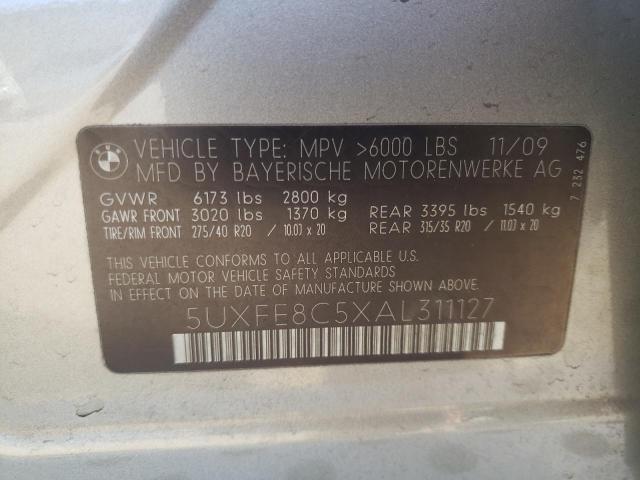 BMW
VEHICLE TYPE: MPV >6000 LBS 11/09
MFD BY BAYERISCHE MOTORENWERKE AG
GVWR 6173 lbs 2800 kg
GAWR FRONT 3020 lbs 1370 kg REAR 3395 lbs 1540 kg
TIRE/RIM FRONT 275/40 R20 / 10.0J x 20 REAR 315/35 R20 / 11.0J x 20
THIS VEHICLE CONFORMS TO ALL APPLICABLE U.S.
FEDERAL MOTOR VEHICLE SAFETY STANDARDS
IN EFFECT ON THE DATE OF MANUFACTURE SHOWN ABOVE.
5UXFE8C5XAL311127
7 232 476